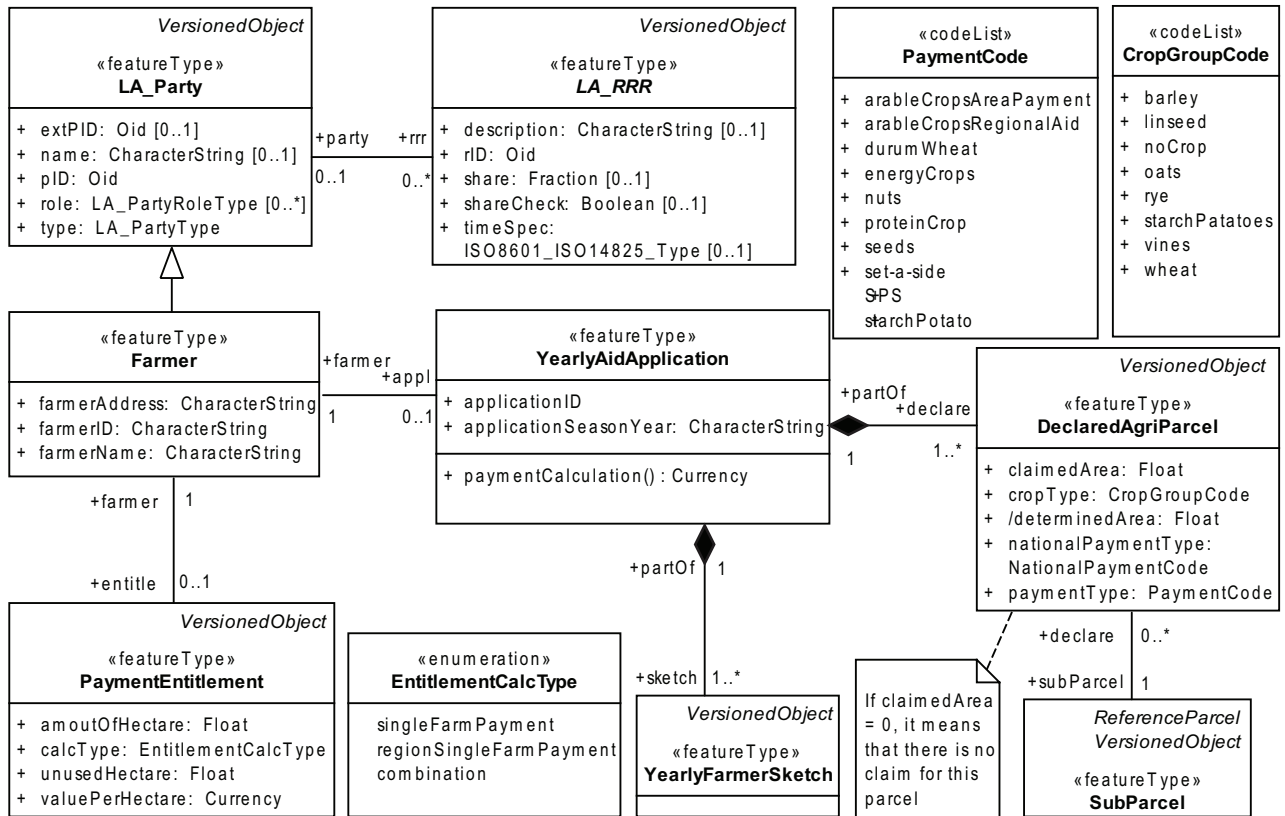 VersionedObject
«featureType»
LA_Party
+ extPID: Oid [0..1]
+ name: CharacterString [0..1]
+ pID: Oid
+ role: LA_PartyRoleType [0..*]
+ type: LA_PartyType
+party
0..1
+rrr
0..*
VersionedObject
«featureType»
LA_RRR
+ description: CharacterString [0..1]
+ rID: Oid
+ share: Fraction [0..1]
+ shareCheck: Boolean [0..1]
+ timeSpec:
ISO8601_ISO14825_Type [0..1]
«codeList»
PaymentCode
+ arableCropsAreaPayment
+ arableCropsRegionalAid
+ durumWheat
+ energyCrops
+ nuts
+ proteinCrop
+ seeds
+ set-a-side
+ SPS
+ starchPotato
«codeList»
CropGroupCode
+ barley
+ linseed
+ noCrop
+ oats
+ rye
+ starchPatatoes
+ vines
+ wheat
«featureType»
Farmer
+ farmerAddress: CharacterString
+ farmerID: CharacterString
+ farmerName: CharacterString
+farmer
1
+appl
0..1
«featureType»
YearlyAidApplication
+ applicationID
+ applicationSeasonYear: CharacterString
+ paymentCalculation() : Currency
+partOf
1
+declare
1..*
VersionedObject
«featureType»
DeclaredAgriParcel
+ claimedArea: Float
+ cropType: CropGroupCode
+ /determinedArea: Float
+ nationalPaymentType:
NationalPaymentCode
+ paymentType: PaymentCode
+farmer
1
+entitle
0..1
VersionedObject
«featureType»
PaymentEntitlement
+ amoutOfHectare: Float
+ calcType: EntitlementCalcType
+ unusedHectare: Float
+ valuePerHectare: Currency
«enumeration»
EntitlementCalcType
singleFarmPayment
regionSingleFarmPayment
combination
+partOf
1
+sketch
1..*
VersionedObject
«featureType»
YearlyFarmerSketch
If claimedArea
= 0, it means
that there is no
claim for this
parcel
+declare
0..*
+subParcel
1
ReferenceParcel
VersionedObject
«featureType»
SubParcel